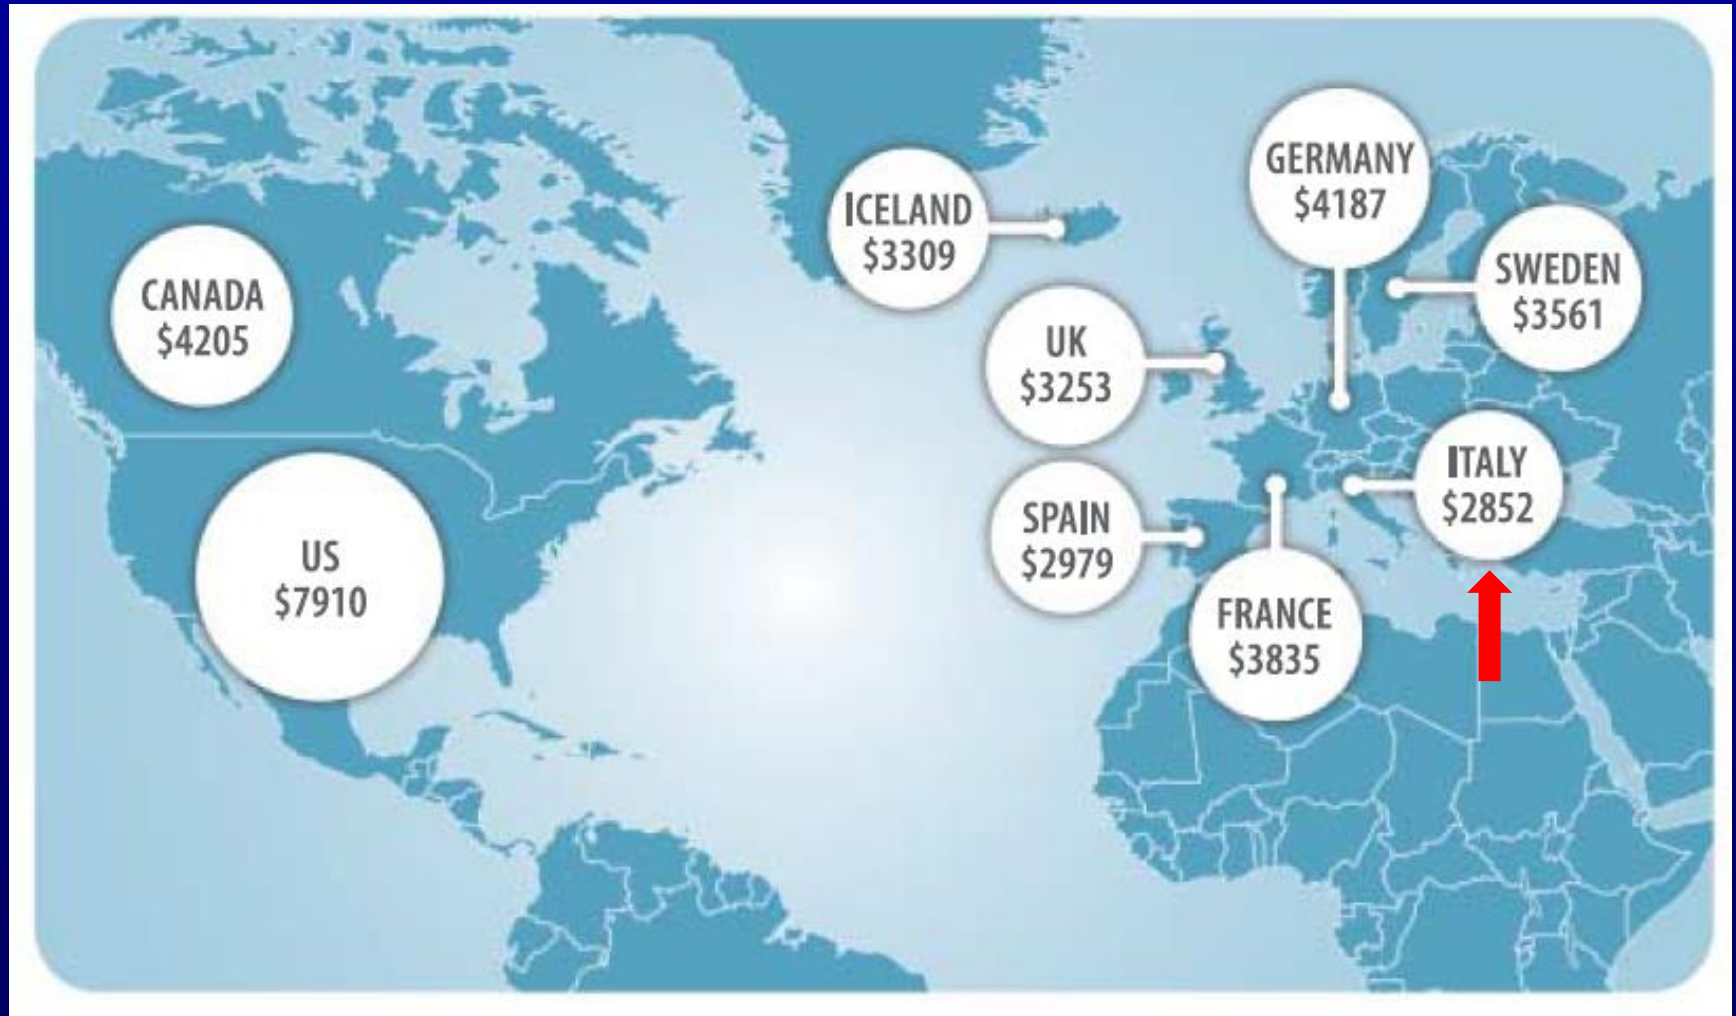 CANADA
$4205
US
$7910
ICELAND
$3309
UK
$3253
SPAIN
$2979
GERMANY
$4187
SWEDEN
$3561
ITALY
$2852
FRANCE
$3835